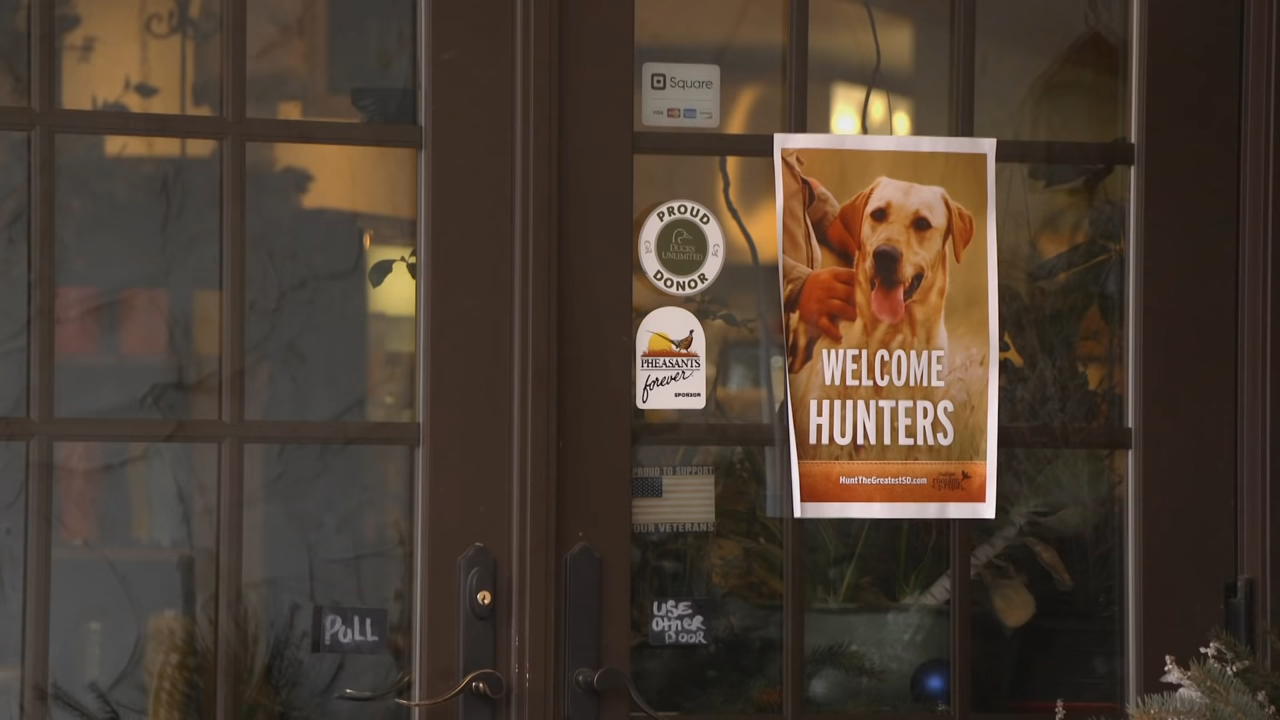 Square
VISA
PROUD
DUCKS
UNLIMITED
DONOR
PHEASANTS
forever
SPONSOR
WELCOME
HUNTERS
HuntTheGreatestSD.com
PROUD TO SUPPORT
OUR VETERANS
PULL
USE
OTHER
DOOR